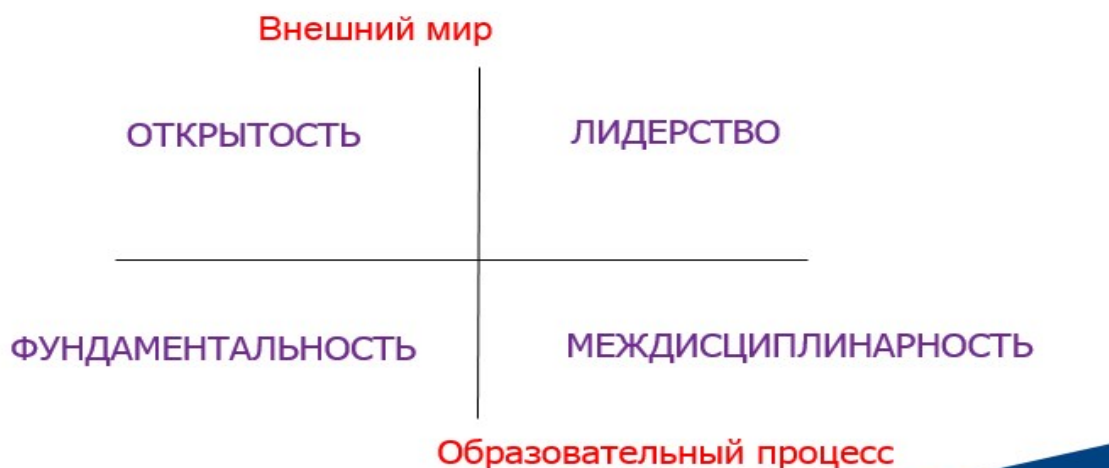 Внешний мир
ОТКРЫТОСТЬ ЛИДЕРСТВО
ФУНДАМЕНТАЛЬНОСТЬ МЕЖДИСЦИПЛИНАРНОСТЬ
Образовательный процесс